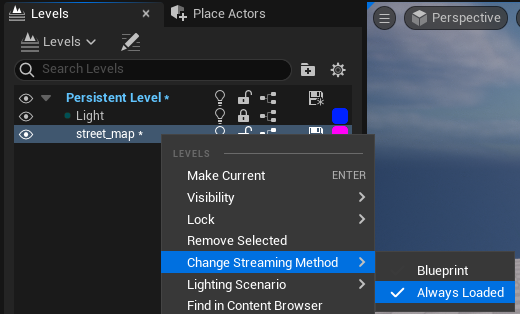 Levels
Place Actors
Levels
Perspective
Search Levels
Persistent Level *
Light
street_map *
LEVELS
Make Current ENTER
Visibility
Lock
Remove Selected
Change Streaming Method
Blueprint
Always Loaded
Lighting Scenario
Find in Content Browser